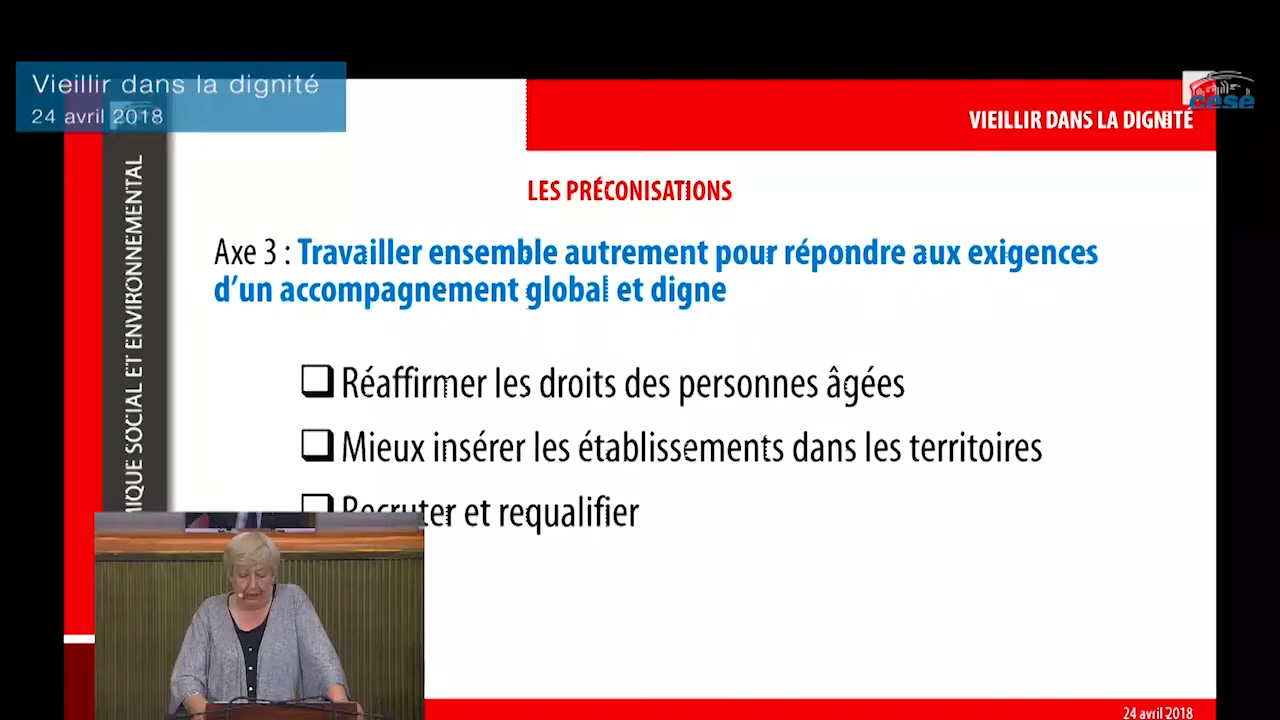 Vieillir dans la dignité
24 avril 2018
cese
VIEILLIR DANS LA DIGNITÉ
MIQUE SOCIAL ET ENVIRONNEMENTAL
LES PRÉCONISATIONS
Axe 3 : Travailler ensemble autrement pour répondre aux exigences
d’un accompagnement global et digne
Réaffirmer les droits des personnes âgées
Mieux insérer les établissements dans les territoires
Recruter et requalifier
24 avril 2018